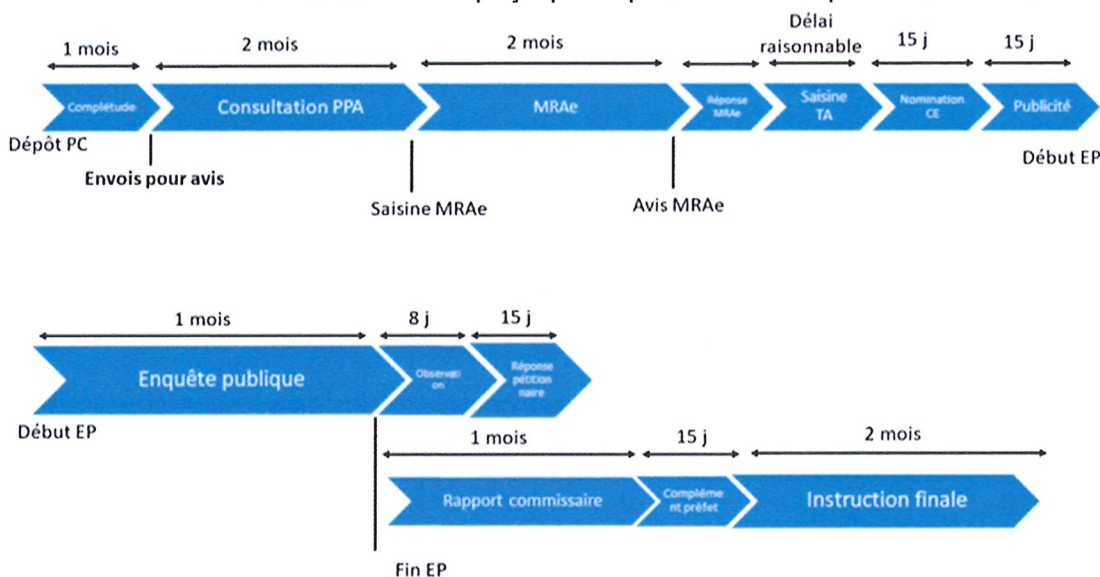 Délai
1 mois
2 mois
2 mois
raisonnable
15 j
15 j
Complétude
Consultation PPA
MRAe
Réponse
MRAe
Saisine
TA
Nomination
CE
Publicité
Dépôt PC
Envois pour avis
Saisine MRAe
Avis MRAe
Début EP
1 mois
8 j
15 j
Enquête publique
Observati
on
Réponse
pétition
naire
Début EP
1 mois
15 j
2 mois
Rapport commissaire
Compléme
nt préfet
Instruction finale
Fin EP